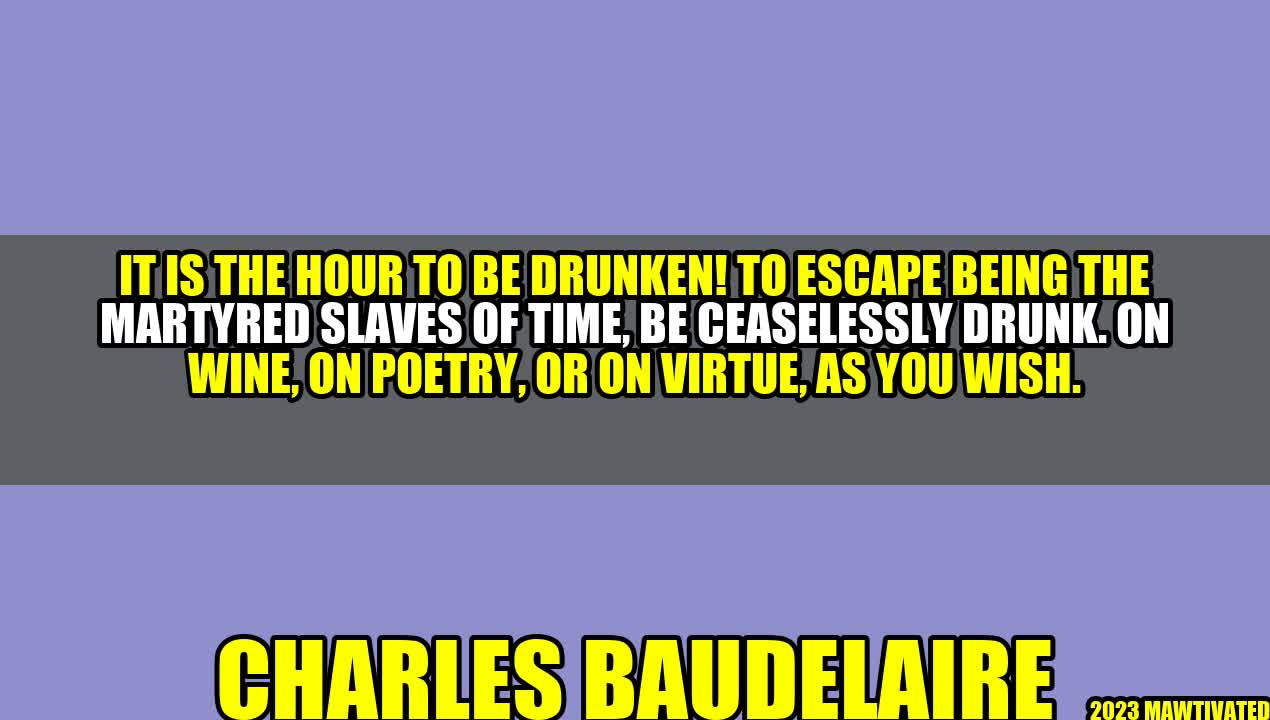 IT IS THE HOUR TO BE DRUNKEN! TO ESCAPE BEING THE
MARTYRED SLAVES OF TIME, BE CEASELESSLY DRUNK. ON
WINE, ON POETRY, OR ON VIRTUE, AS YOU WISH.
CHARLES BAUDELAIRE
2023 MAWTIVATED